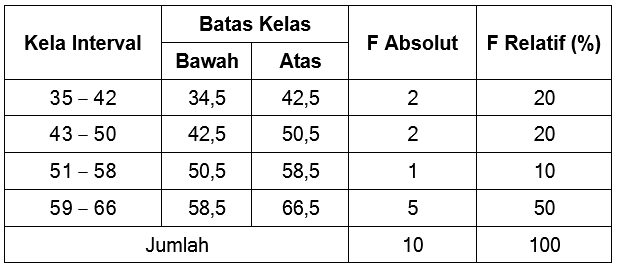 Kela Interval Batas Kelas F Absolut F Relatif (%)
Bawah Atas
35 – 42 34,5 42,5 2 20
43 – 50 42,5 50,5 2 20
51 – 58 50,5 58,5 1 10
59 – 66 58,5 66,5 5 50
Jumlah 10 100